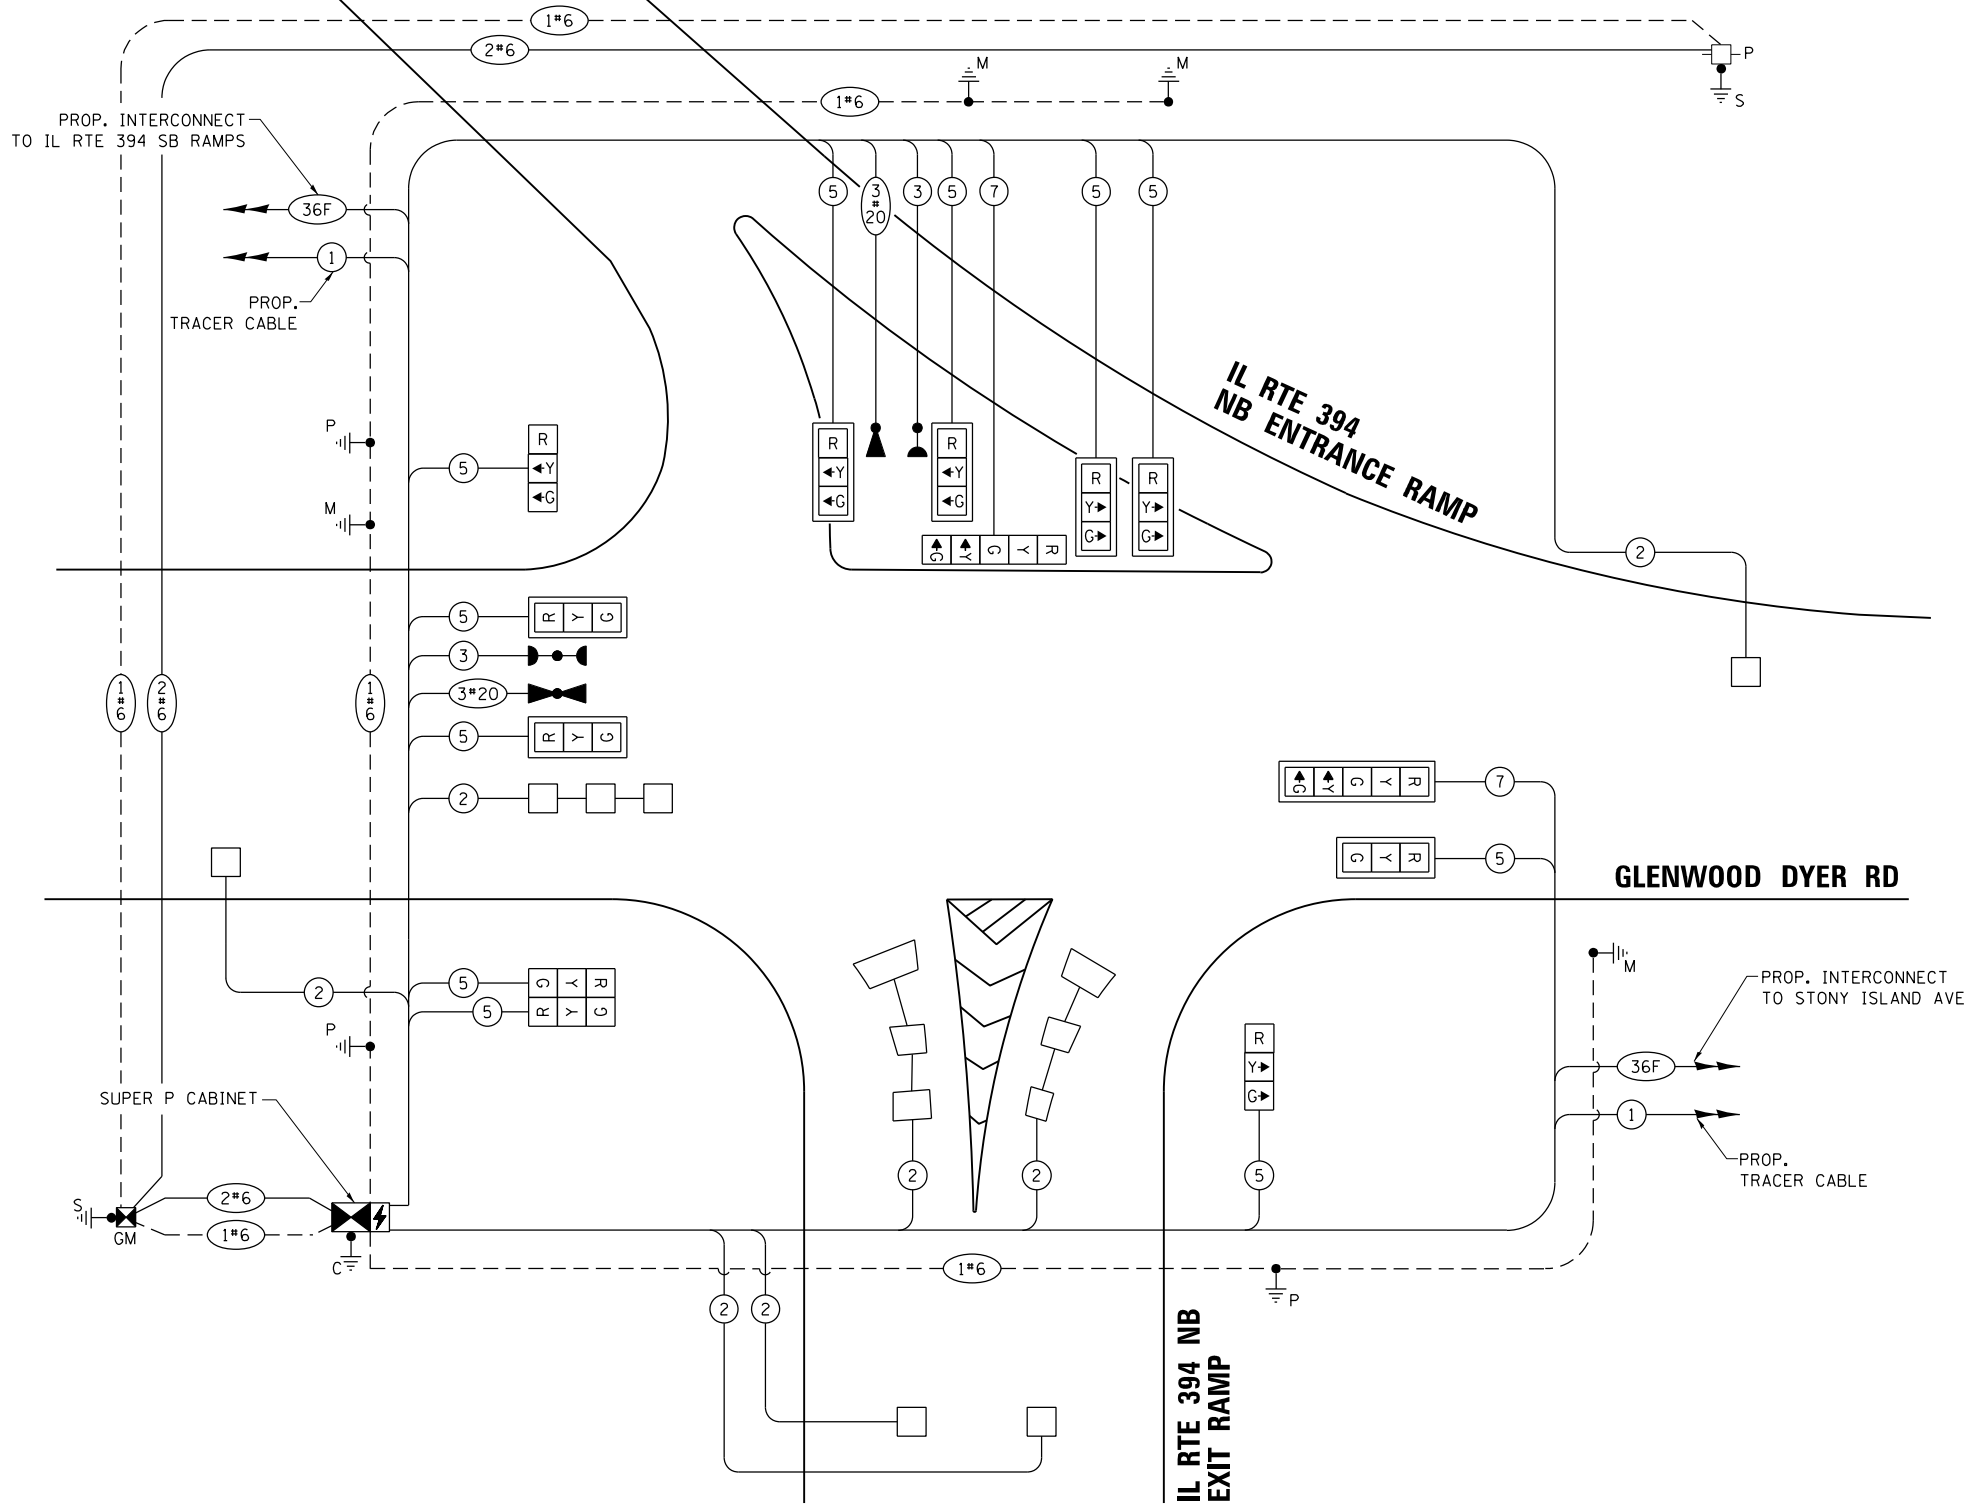 1#6
2#6
P
S
M
M
1#6
PROP. INTERCONNECT
TO IL RTE 394 SB RAMPS
36F
1
PROP.
TRACER CABLE
5
3
#
20
3
5
7
5
5
IL RTE 394
NB ENTRANCE RAMP
P
M
5
R
Y
G
R
Y
G
R
Y
G
R
Y
G
R
Y
G
G
Y
G
Y
R
2
5
R
Y
G
3
3#20
5
R
Y
G
2
1
#
6
2
#
6
1
#
6
G
Y
G
Y
R
7
G
Y
R
5
GLENWOOD DYER RD
2
5
G
Y
R
5
R
Y
G
P
M
PROP. INTERCONNECT
TO STONY ISLAND AVE
36F
1
PROP.
TRACER CABLE
R
Y
G
5
2
2
SUPER P CABINET
S
GM
2#6
1#6
C
1#6
P
2
2
IL RTE 394 NB
EXIT RAMP